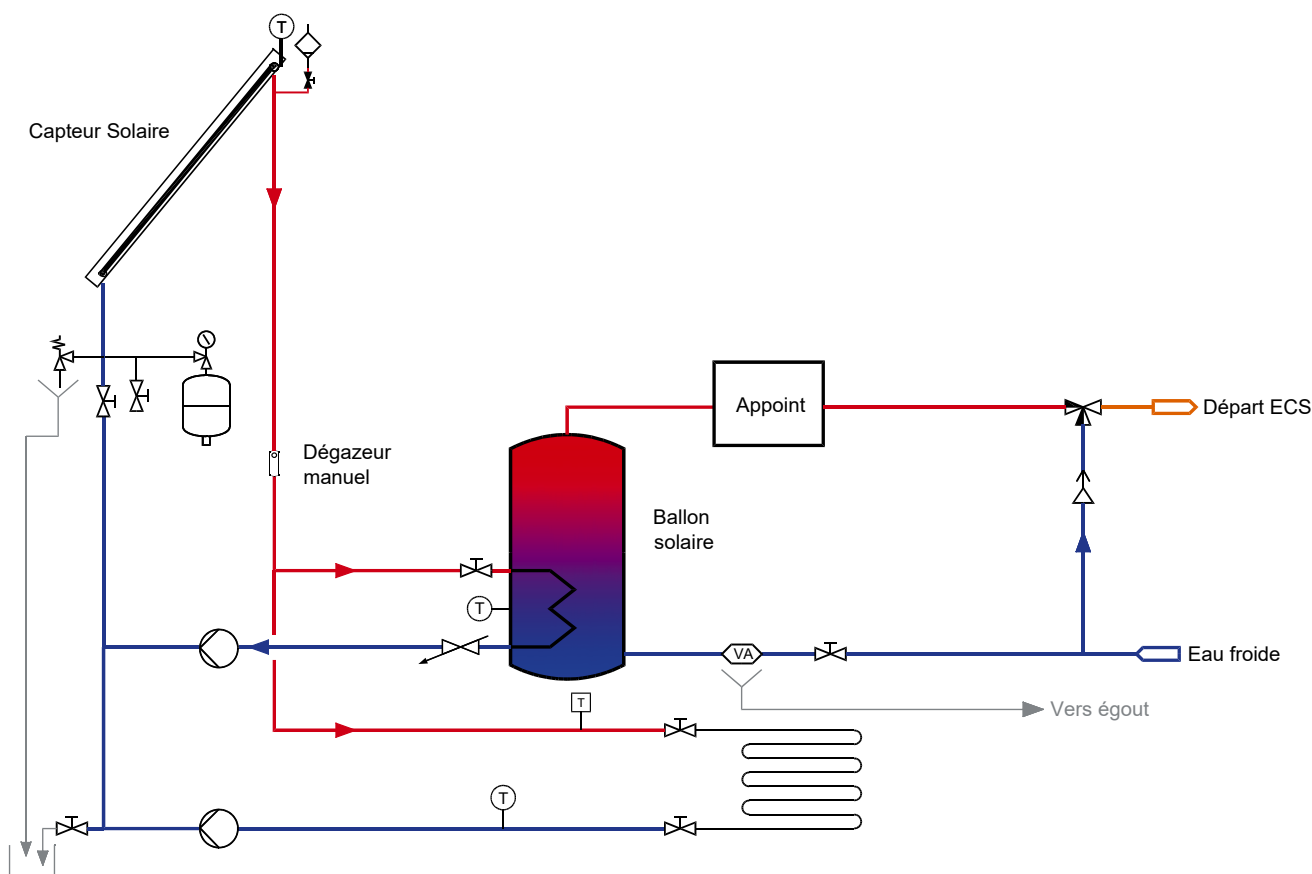 T
Capteur Solaire
Dégazeur
manuel
Appoint
Départ ECS
Ballon
solaire
T
VA
Eau froide
T
Vers égout
T